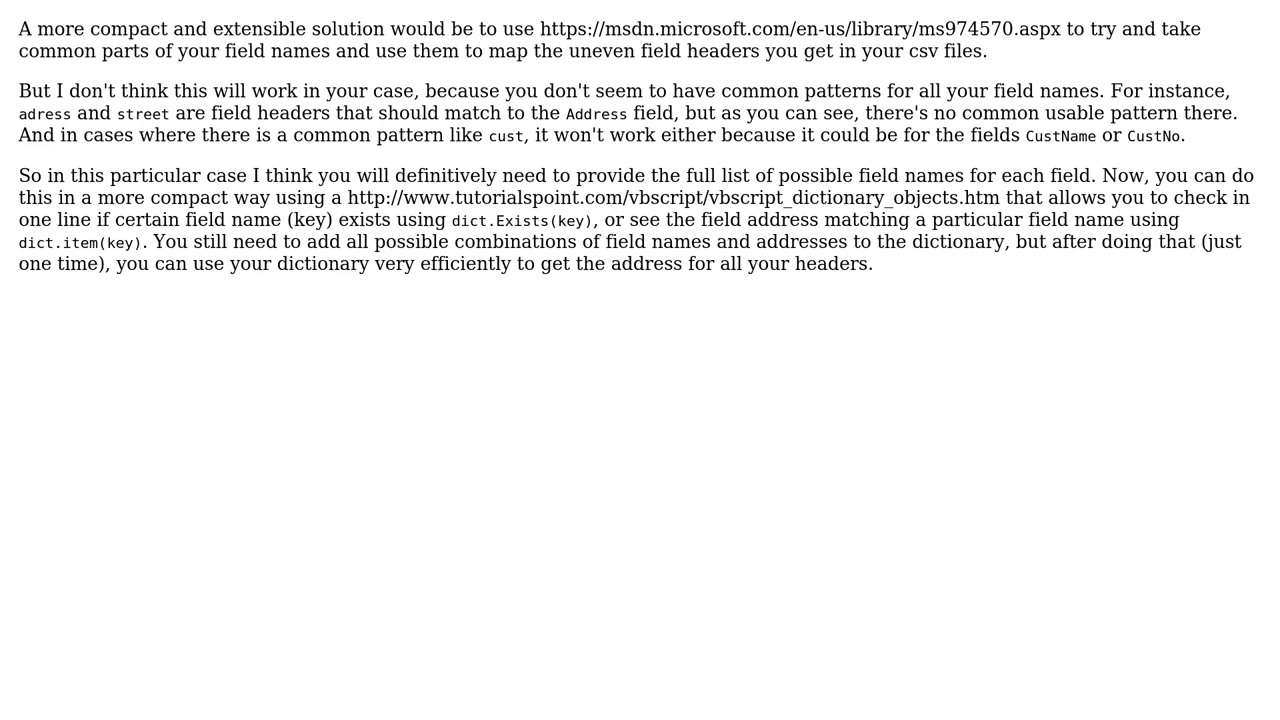 A more compact and extensible solution would be to use https://msdn.microsoft.com/en-us/library/ms974570.aspx to try and take
common parts of your field names and use them to map the uneven field headers you get in your csv files.
But I don't think this will work in your case, because you don't seem to have common patterns for all your field names. For instance,
adress and street are field headers that should match to the Address field, but as you can see, there's no common usable pattern there.
And in cases where there is a common pattern like cust, it won't work either because it could be for the fields CustName or CustNo.
So in this particular case I think you will definitively need to provide the full list of possible field names for each field. Now, you can do
this in a more compact way using a http://www.tutorialspoint.com/vbscript/vbscript_dictionary_objects.htm that allows you to check in
one line if certain field name (key) exists using dict.Exists(key), or see the field address matching a particular field name using
dict.item(key). You still need to add all possible combinations of field names and addresses to the dictionary, but after doing that (just
one time), you can use your dictionary very efficiently to get the address for all your headers.